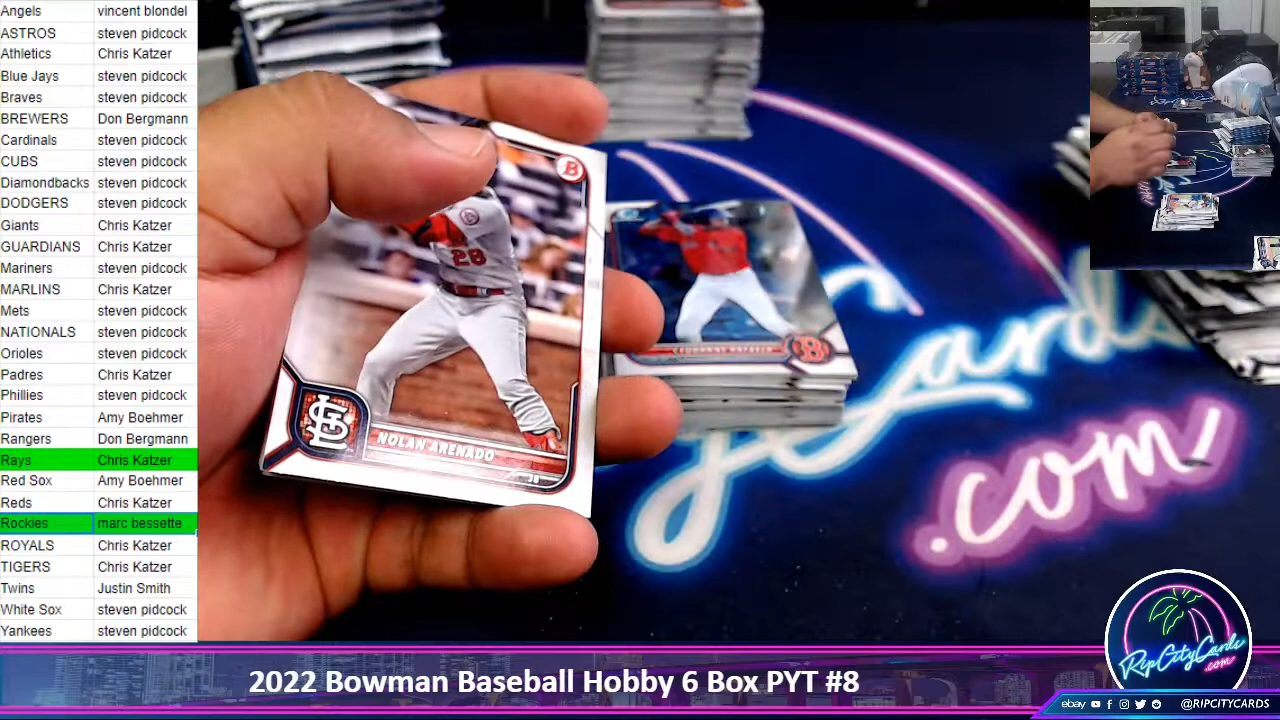 Angels vincent blondel
ASTROS steven pidcock
Athletics Chris Katzer
Blue Jays steven pidcock
Braves steven pidcock
BREWERS Don Bergmann
Cardinals steven pidcock
CUBS steven pidcock
Diamondbacks steven pidcock
DODGERS steven pidcock
Giants Chris Katzer
GUARDIANS Chris Katzer
Mariners steven pidcock
MARLINS Chris Katzer
Mets steven pidcock
NATIONALS steven pidcock
Orioles steven pidcock
Padres Chris Katzer
Phillies steven pidcock
Pirates Amy Boehmer
Rangers Don Bergmann
Rays Chris Katzer
Red Sox Amy Boehmer
Reds Chris Katzer
Rockies marc bessette
ROYALS Chris Katzer
TIGERS Chris Katzer
Twins Justin Smith
White Sox steven pidcock
Yankees steven pidcock
B
28
STL
NOLAN ARENADO
3B
B
Cards
.com
RipCityCards
.com
2022 Bowman Baseball Hobby 6 Box PYT #8
ebay @RIPCITYCARDS